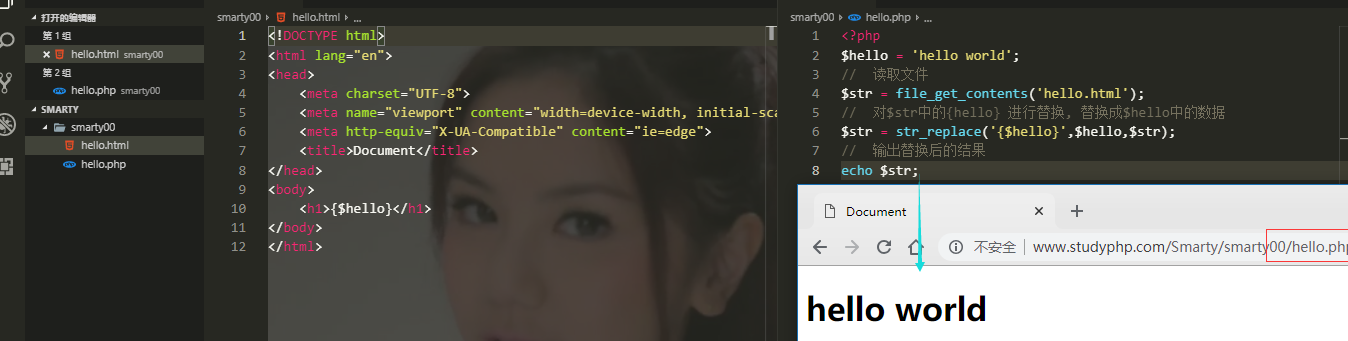 打开的编辑器
第 1 组
hello.html smarty00
第 2 组
hello.php smarty00
SMARTY
smarty00
hello.html
hello.php
smarty00 › hello.html › ...
1 <!DOCTYPE html>
2 <html lang="en">
3 <head>
4 <meta charset="UTF-8">
5 <meta name="viewport" content="width=device-width, initial-sca
6 <meta http-equiv="X-UA-Compatible" content="ie=edge">
7 <title>Document</title>
8 </head>
9 <body>
10 <h1>{$hello}</h1>
11 </body>
12 </html>
smarty00 › hello.php › ...
1 <?php
2 $hello = 'hello world';
3 // 读取文件
4 $str = file_get_contents('hello.html');
5 // 对$str中的{hello} 进行替换, 替换成$hello中的数据
6 $str = str_replace('{$hello}',$hello,$str);
7 // 输出替换后的结果
8 echo $str;
Document
不安全 | www.studyphp.com/Smarty/smarty00/hello.php
hello world